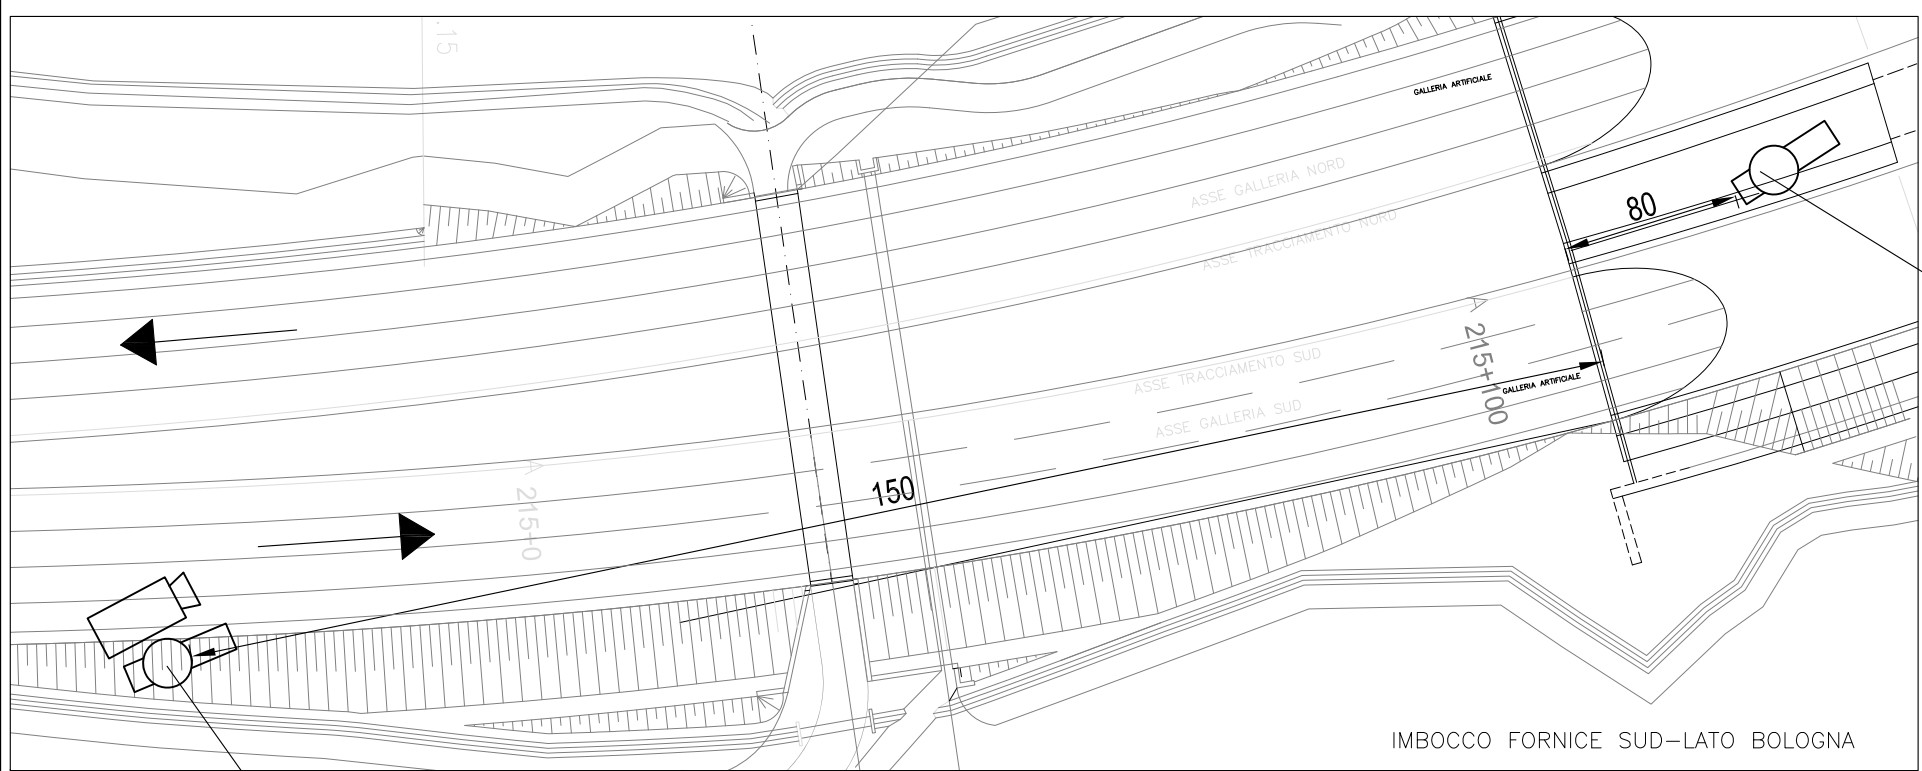 .15
GALLERIA ARTIFICIALE
ASSE GALLERIA NORD
80
ASSE TRACCIAMENTO NORD
A 215+100
ASSE TRACCIAMENTO SUD
GALLERIA ARTIFICIALE
ASSE GALLERIA SUD
A 215+0
150
IMBOCCO FORNICE SUD-LATO BOLOGNA